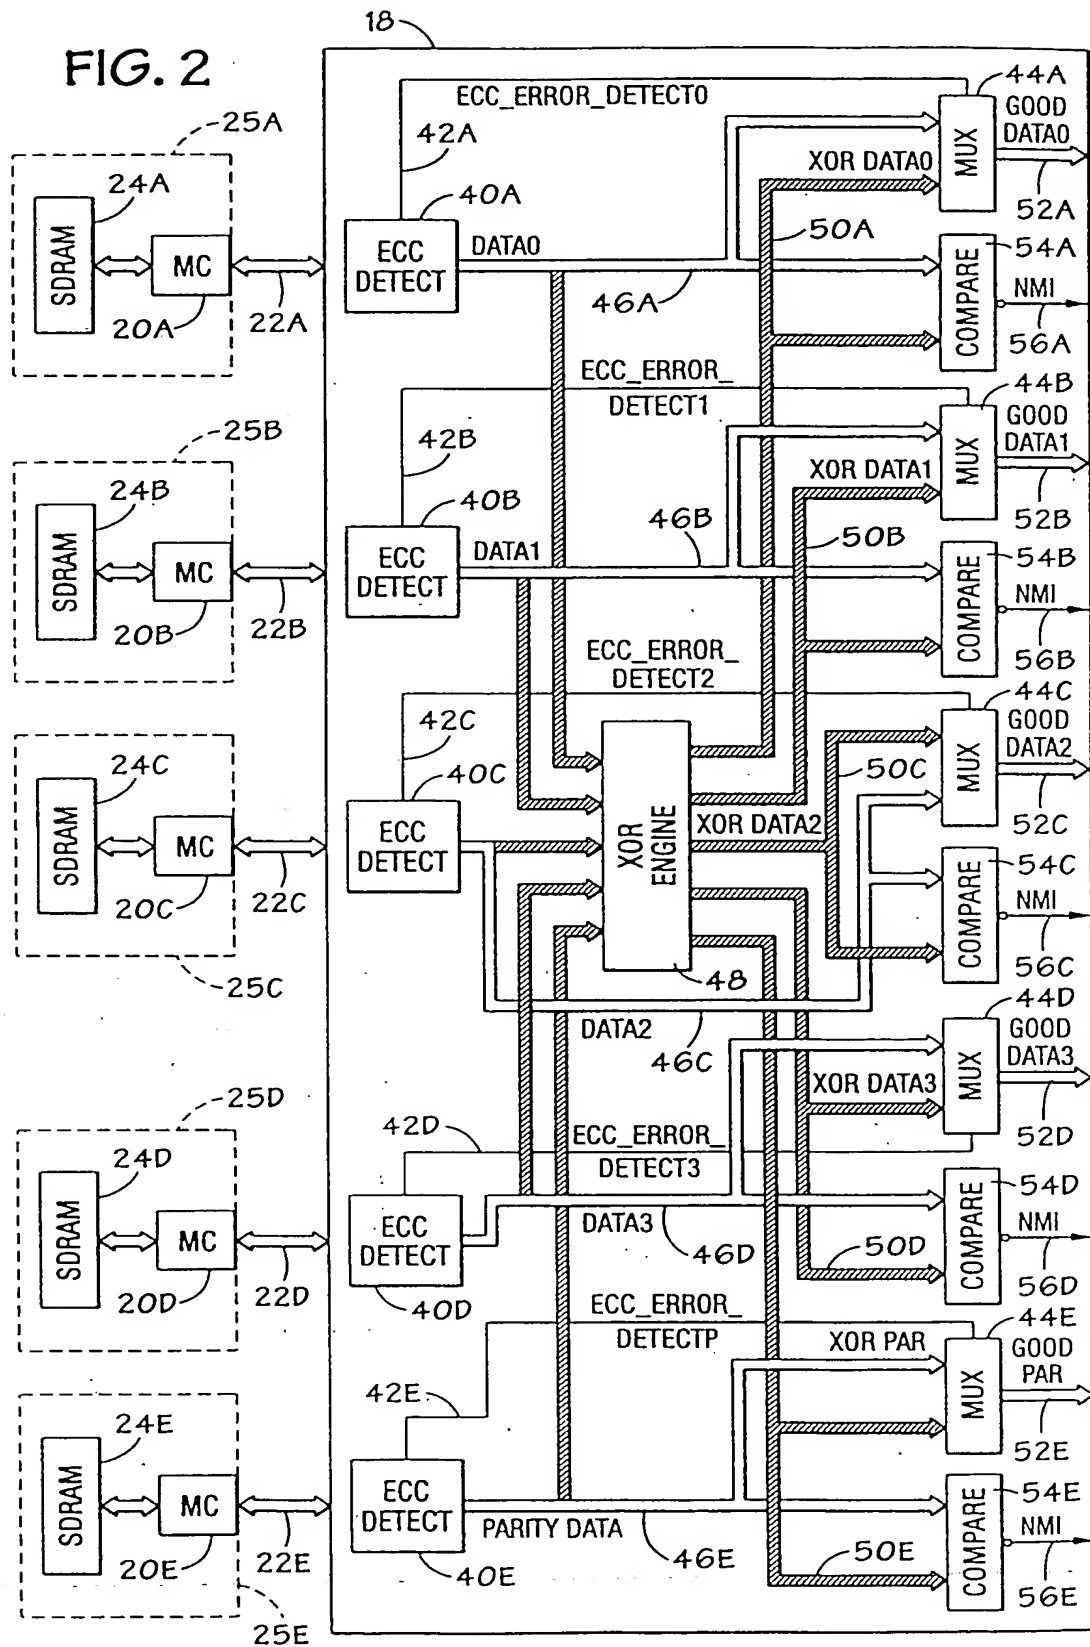 FIG. 2
18
25A
24A
SDRAM
MC
20A
22A
ECC_ERROR_DETECT0
42A
40A
ECC
DETECT
DATA0
46A
XOR DATA0
50A
44A
MUX
GOOD
DATA0
52A
54A
COMPARE
NMI
56A
25B
24B
SDRAM
MC
20B
22B
ECC_ERROR_
DETECT1
42B
40B
ECC
DETECT
DATA1
46B
XOR DATA1
50B
44B
MUX
GOOD
DATA1
52B
54B
COMPARE
NMI
56B
24C
SDRAM
MC
20C
22C
25C
ECC_ERROR_
DETECT2
42C
40C
ECC
DETECT
XOR
ENGINE
48
XOR DATA2
50C
DATA2
46C
44C
MUX
GOOD
DATA2
52C
54C
COMPARE
NMI
56C
25D
24D
SDRAM
MC
20D
22D
42D
ECC_ERROR_
DETECT3
ECC
DETECT
40D
DATA3
46D
XOR DATA3
50D
44D
MUX
GOOD
DATA3
52D
54D
COMPARE
NMI
56D
24E
SDRAM
MC
20E
22E
25E
ECC_ERROR_
DETECTP
42E
ECC
DETECT
40E
PARITY DATA
46E
XOR PAR
50E
44E
MUX
GOOD
PAR
52E
54E
COMPARE
NMI
56E